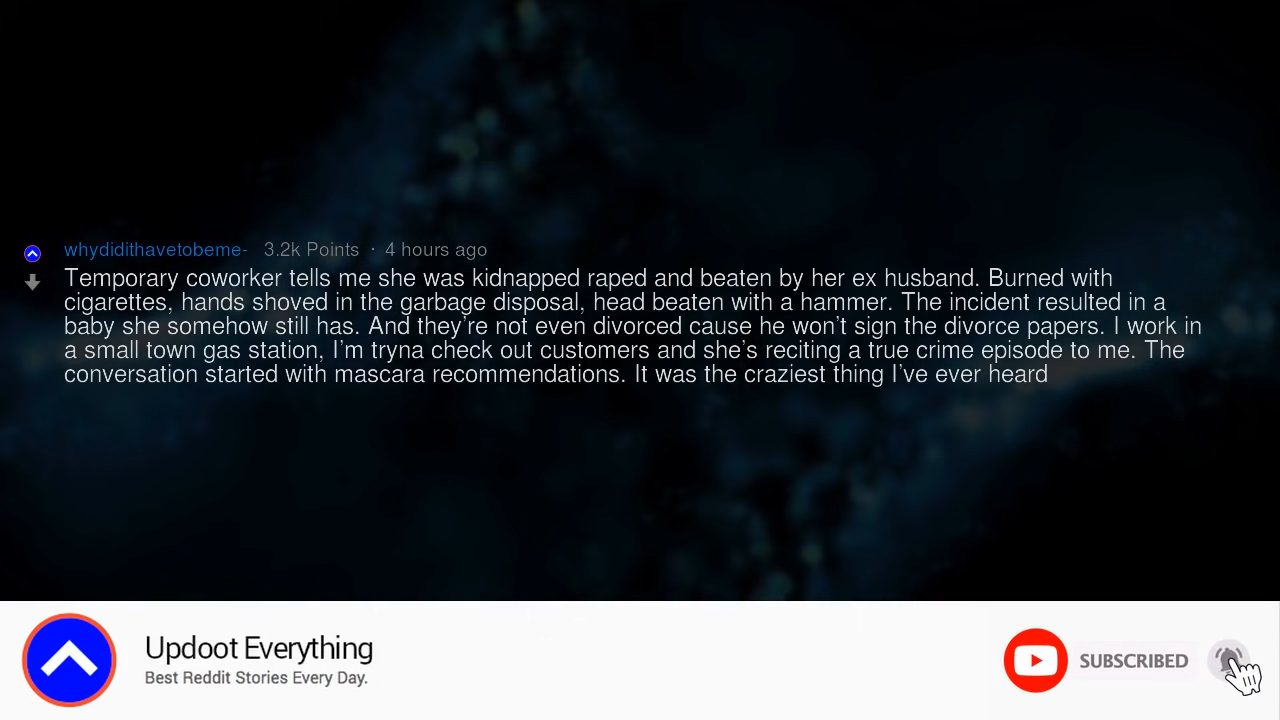 whydidithavetobeme- 3.2k Points · 4 hours ago
Temporary coworker tells me she was kidnapped raped and beaten by her ex husband. Burned with
cigarettes, hands shoved in the garbage disposal, head beaten with a hammer. The incident resulted in a
baby she somehow still has. And they're not even divorced cause he won't sign the divorce papers. I work in
a small town gas station, I'm tryna check out customers and she's reciting a true crime episode to me. The
conversation started with mascara recommendations. It was the craziest thing I've ever heard
Updoot Everything
Best Reddit Stories Every Day.
SUBSCRIBED